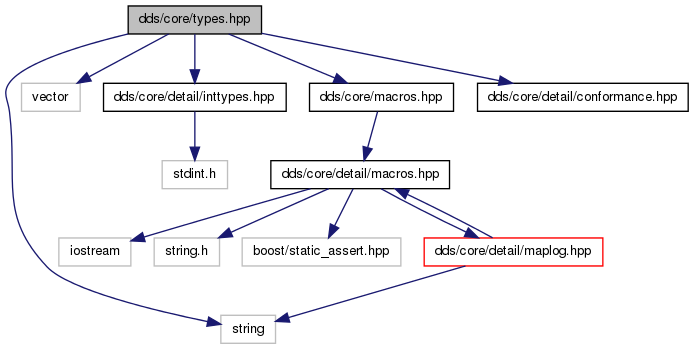 dds/core/types.hpp
vector
dds/core/detail/inttypes.hpp
dds/core/macros.hpp
dds/core/detail/conformance.hpp
stdint.h
dds/core/detail/macros.hpp
iostream
string.h
boost/static_assert.hpp
dds/core/detail/maplog.hpp
string